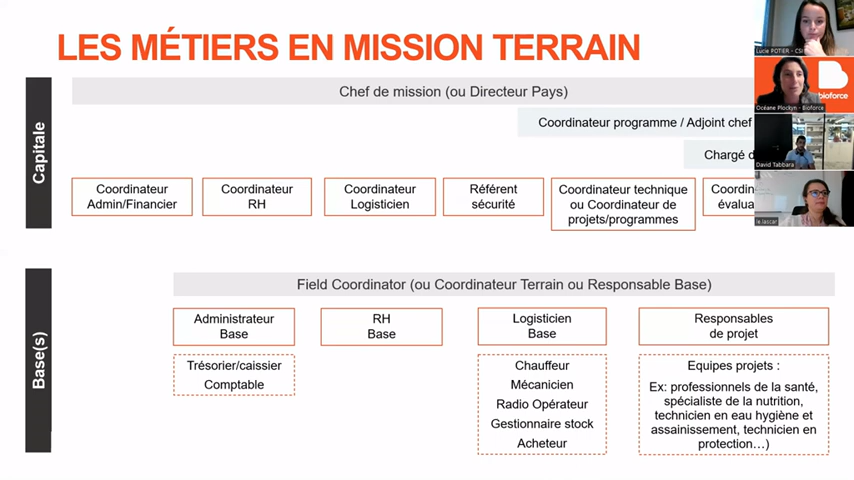 LES MÉTIERS EN MISSION TERRAIN
Capitale
Chef de mission (ou Directeur Pays)
Coordinateur programme / Adjoint chef
Chargé
Coordinateur
Admin/Financier
Coordinateur
RH
Coordinateur
Logisticien
Référent
sécurité
Coordinateur technique
ou Coordinateur de
projets/programmes
Base(s)
Field Coordinator (ou Coordinateur Terrain ou Responsable Base)
Administrateur
Base
RH
Base
Logisticien
Base
Responsables
de projet
Trésorier/caissier
Comptable
Chauffeur
Mécanicien
Radio Opérateur
Gestionnaire stock
Acheteur
Equipes projets :
Ex: professionnels de la santé,
spécialiste de la nutrition,
technicien en eau hygiène et
assainissement, technicien en
protection…)
Lucie POTIER -
bioforce
Océane Plockyn - Bioforce
David Tabbara
le.lascar